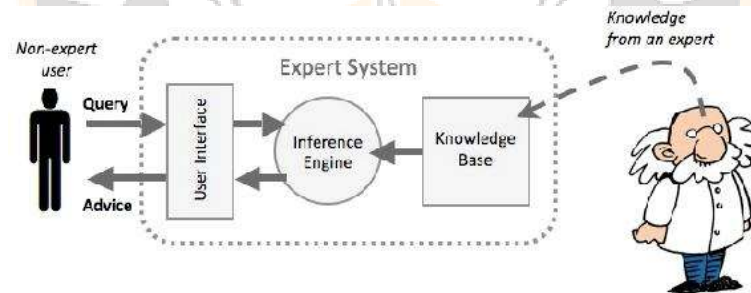 Knowledge
from an expert
Non-expert
user
Expert System
Query
User Interface
Inference
Engine
Knowledge
Base
Advice